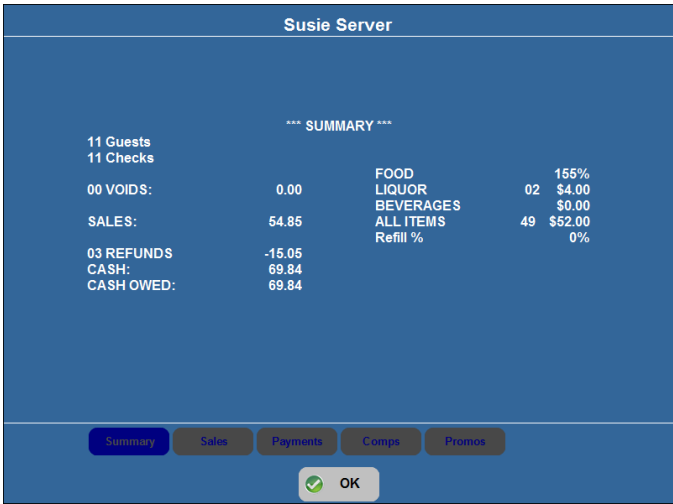 Susie Server
*** SUMMARY ***
11 Guests
11 Checks
00 VOIDS: 0.00
SALES: 54.85
03 REFUNDS -15.05
CASH: 69.84
CASH OWED: 69.84
FOOD 155%
LIQUOR 02 $4.00
BEVERAGES $0.00
ALL ITEMS 49 $52.00
Refill % 0%
Summary Sales Payments Comps Promos
OK